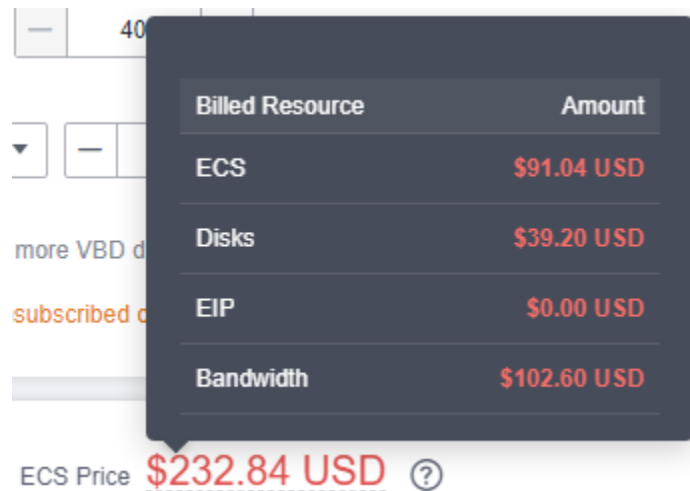 40
Billed Resource Amount
ECS $91.04 USD
more VBD d
Disks $39.20 USD
subscribed
EIP $0.00 USD
Bandwidth $102.60 USD
ECS Price $232.84 USD ?